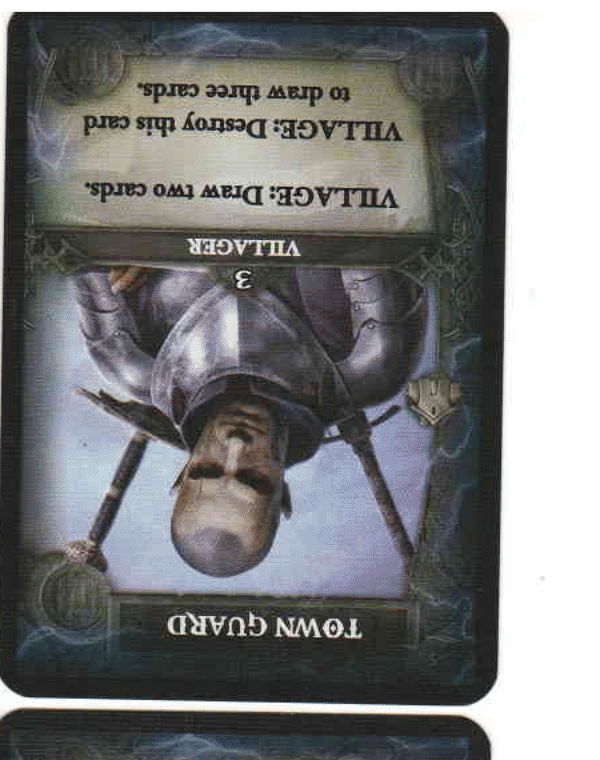 TOWN GUARD
3
VILLAGER
VILLAGE: Draw two cards.
VILLAGE: Destroy this card
to draw three cards.